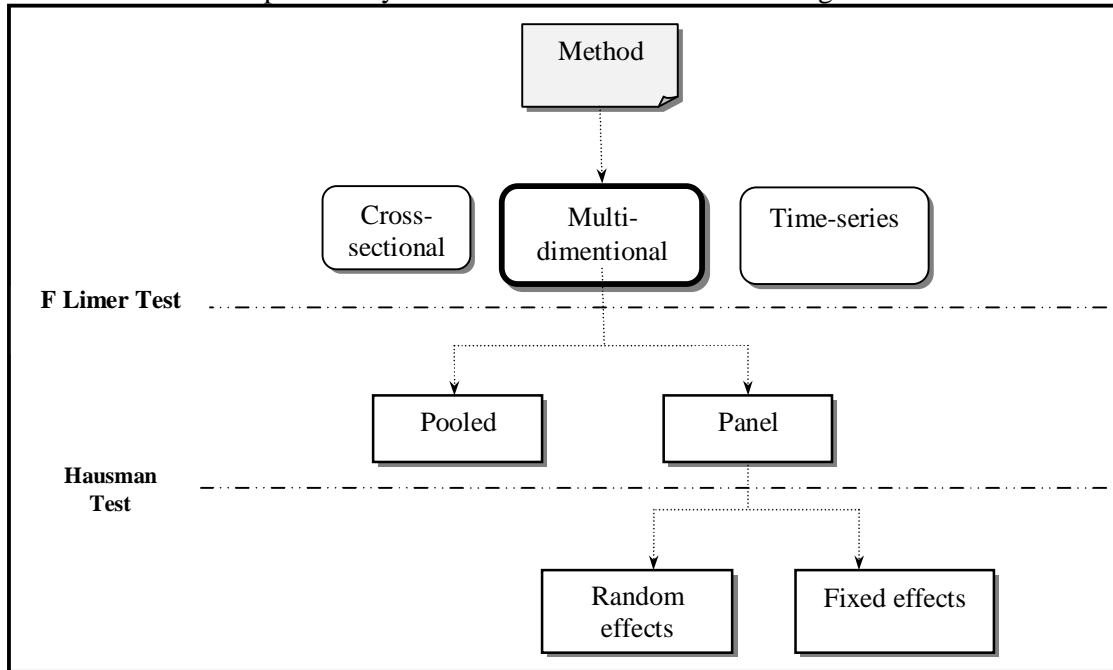 Method
Cross-
sectional
Multi-
dimentional
Time-series
F Limer Test
Pooled
Panel
Hausman
Test
Random
effects
Fixed effects